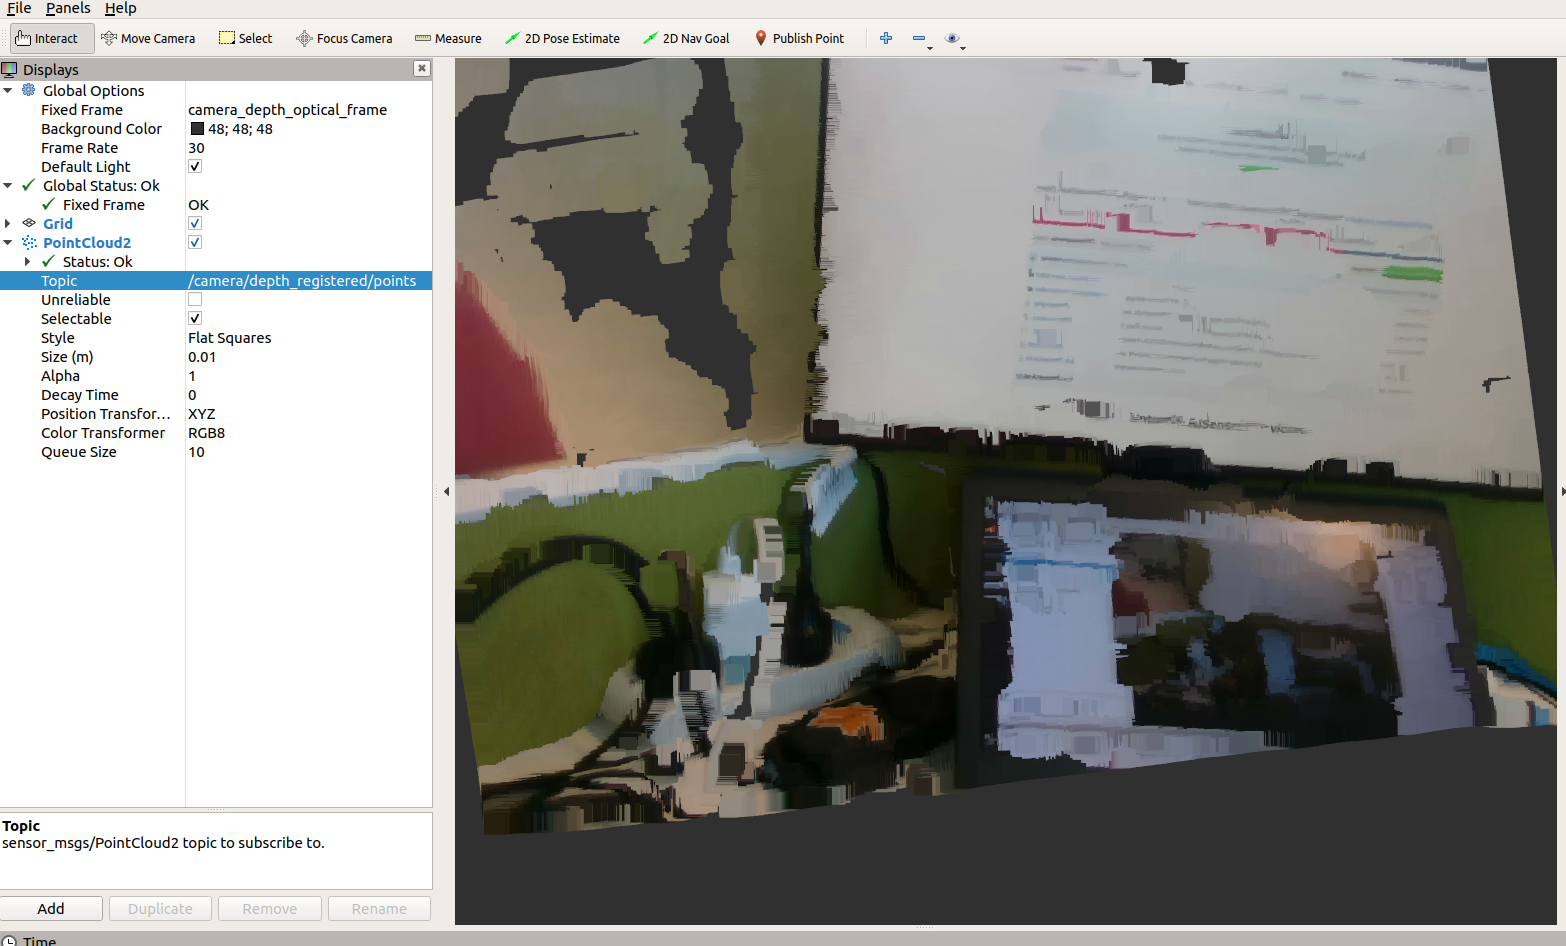 File Panels Help
Interact Move Camera Select Focus Camera Measure 2D Pose Estimate 2D Nav Goal Publish Point
Displays
Global Options
Fixed Frame camera_depth_optical_frame
Background Color 48; 48; 48
Frame Rate 30
Default Light
Global Status: Ok
Fixed Frame OK
Grid
PointCloud2
Status: Ok
Topic /camera/depth_registered/points
Unreliable
Selectable
Style Flat Squares
Size (m) 0.01
Alpha 1
Decay Time 0
Position Transfor... XYZ
Color Transformer RGB8
Queue Size 10
Topic
sensor_msgs/PointCloud2 topic to subscribe to.
Add Duplicate Remove Rename
Time